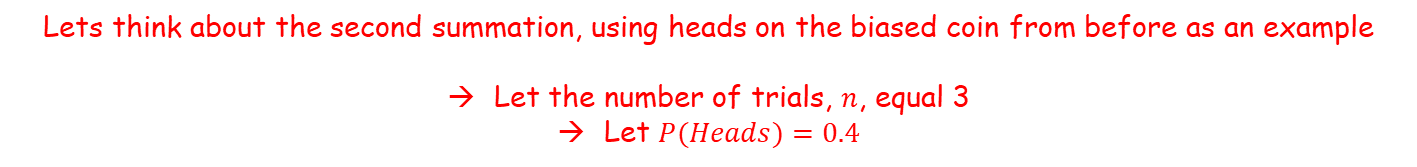 Lets think about the second summation, using heads on the biased coin from before as an example
→ Let the number of trials, n, equal 3
→ Let P(Heads) = 0.4